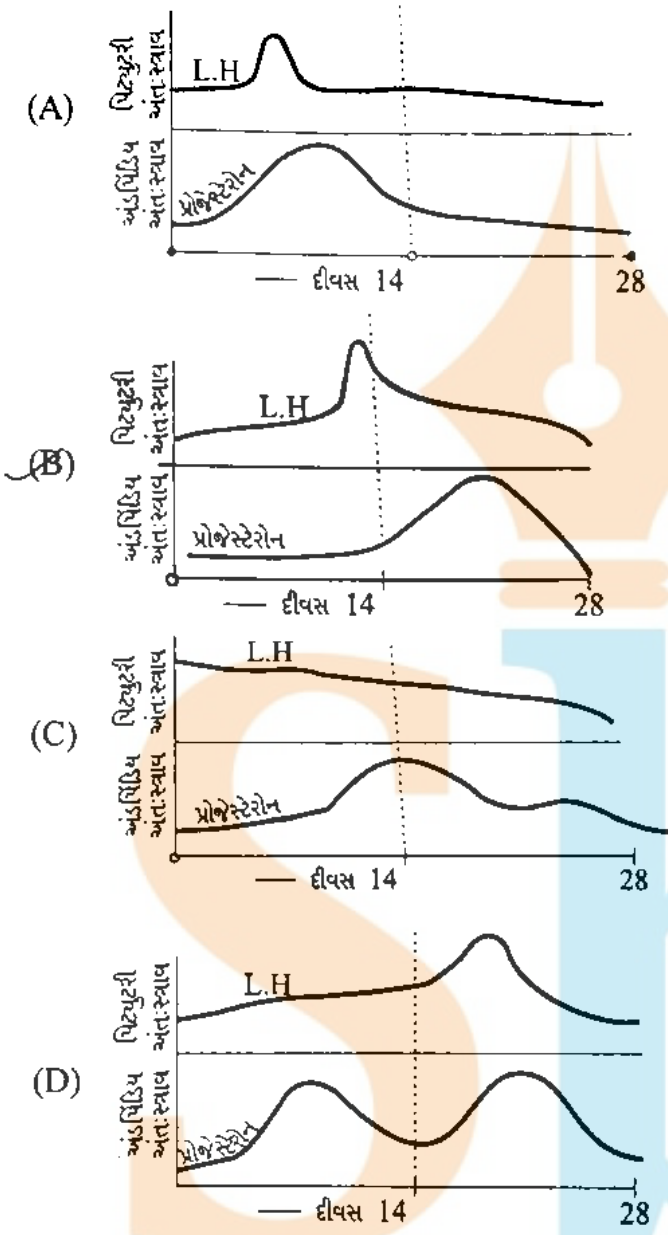 (A)
પિટ્યુટરી
અંતઃસ્ત્રાવ
L.H
અંડપિંડિય
અંતઃસ્ત્રાવ
પ્રોજેસ્ટેરોન
દીવસ 14
28
(B)
પિટ્યુટરી
અંતઃસ્ત્રાવ
L.H
અંડપિંડિય
અંતઃસ્ત્રાવ
પ્રોજેસ્ટેરોન
દીવસ 14
28
(C)
પિટ્યુટરી
અંતઃસ્ત્રાવ
L.H
અંડપિંડિય
અંતઃસ્ત્રાવ
પ્રોજેસ્ટેરોન
દીવસ 14
28
(D)
પિટ્યુટરી
અંતઃસ્ત્રાવ
L.H
અંડપિંડિય
અંતઃસ્ત્રાવ
પ્રોજેસ્ટેરોન
દીવસ 14
28